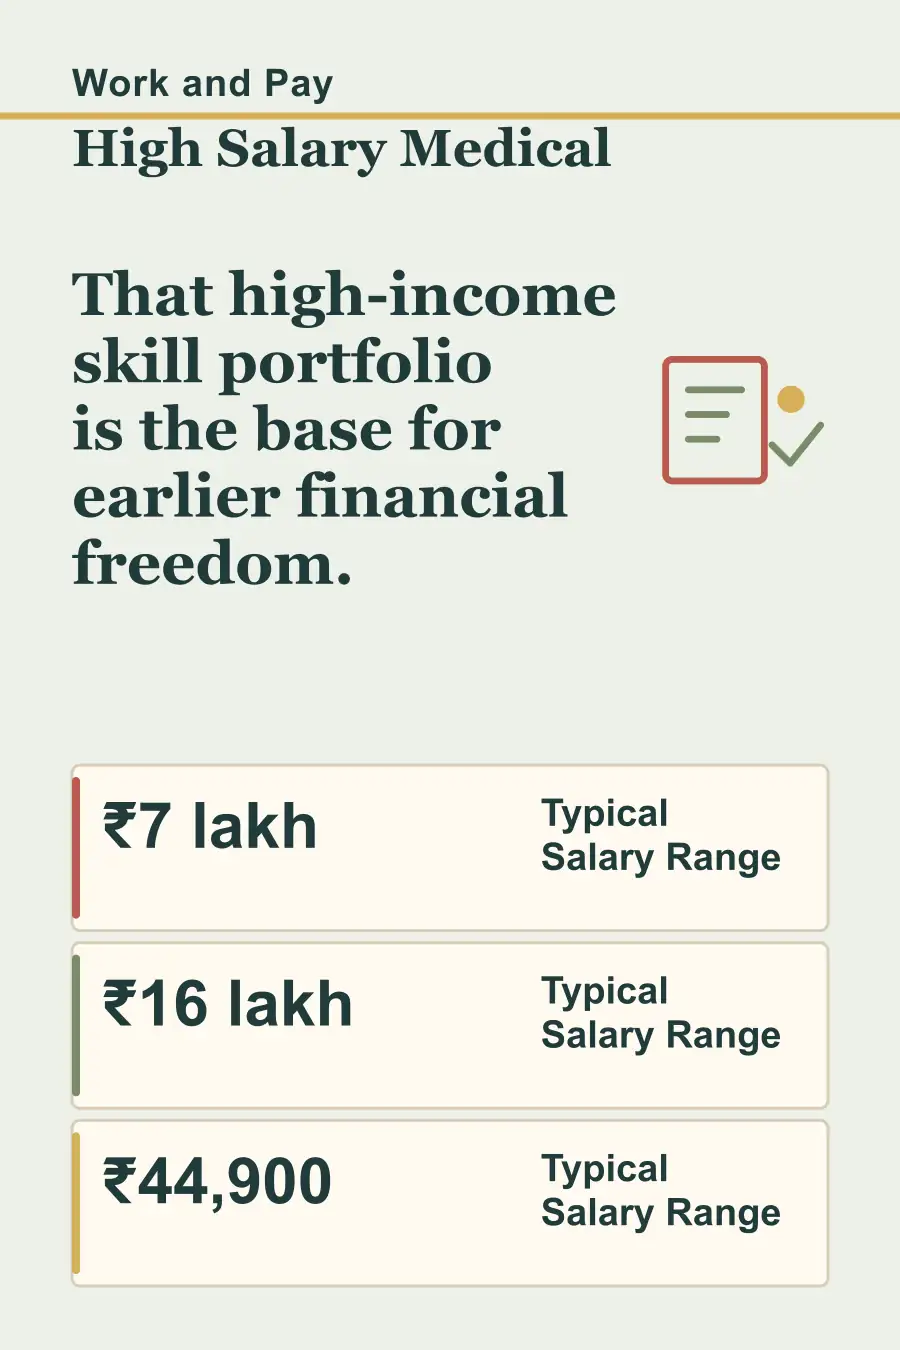 Work and Pay
High Salary Medical
That high-income
skill portfolio
is the base for
earlier financial
freedom.
₹7 lakh
Typical
Salary Range
₹16 lakh
Typical
Salary Range
₹44,900
Typical
Salary Range